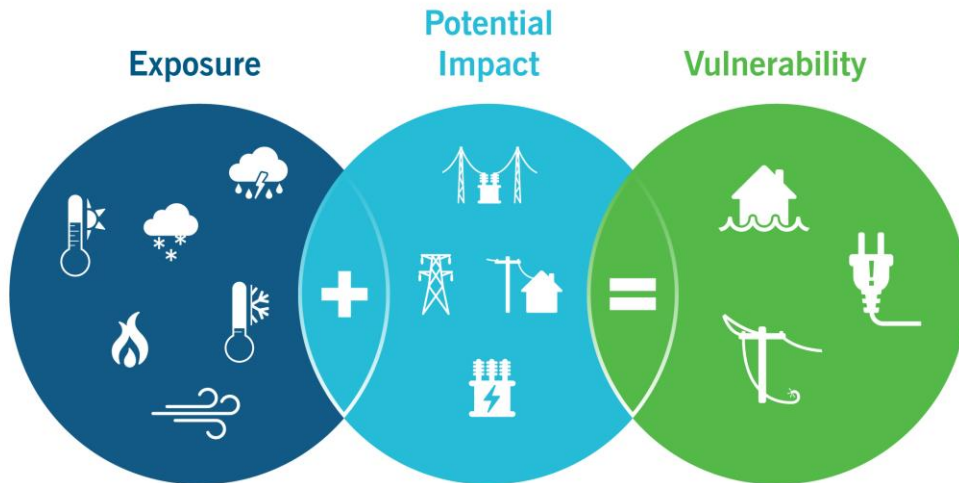 Exposure
Potential
Impact
Vulnerability
+
=
!